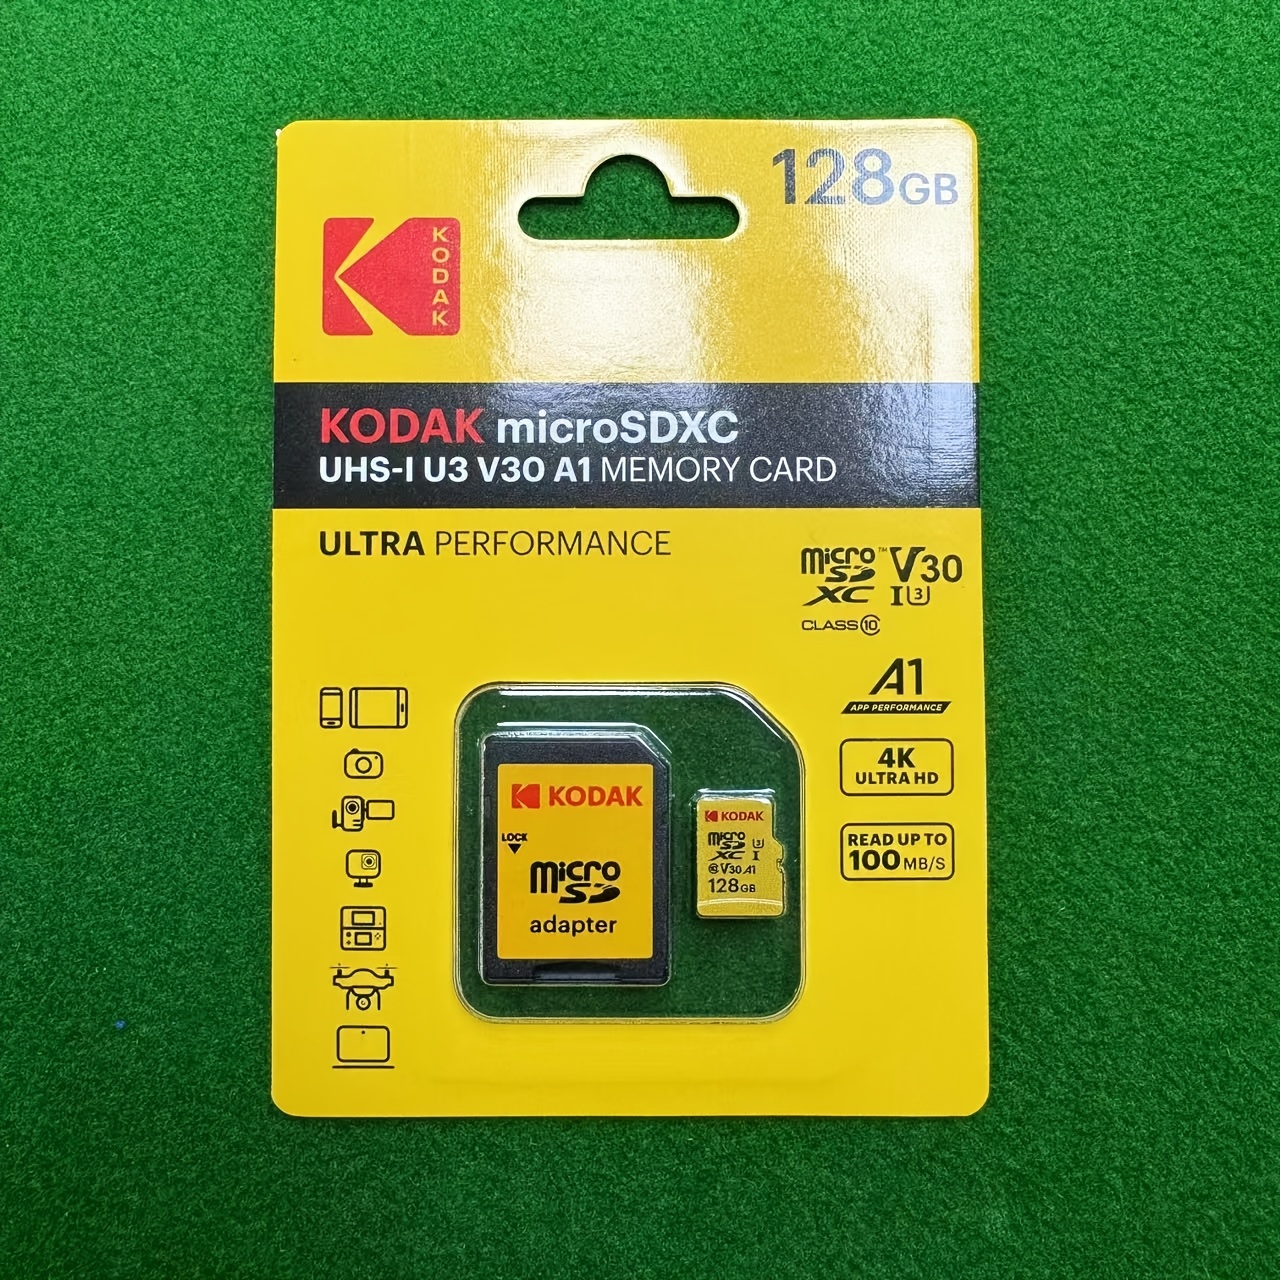 128GB
KODAK
KODAK microSDXC
UHS-I U3 V30 A1 MEMORY CARD
ULTRA PERFORMANCE
micro SD XC™ V30
I 3
CLASS 10
A1
APP PERFORMANCE
4K
ULTRA HD
READ UP TO
100 MB/S
KODAK
LOCK
micro
SD
adapter
KODAK
micro
SD 3
XC I
10 V30 A1
128GB